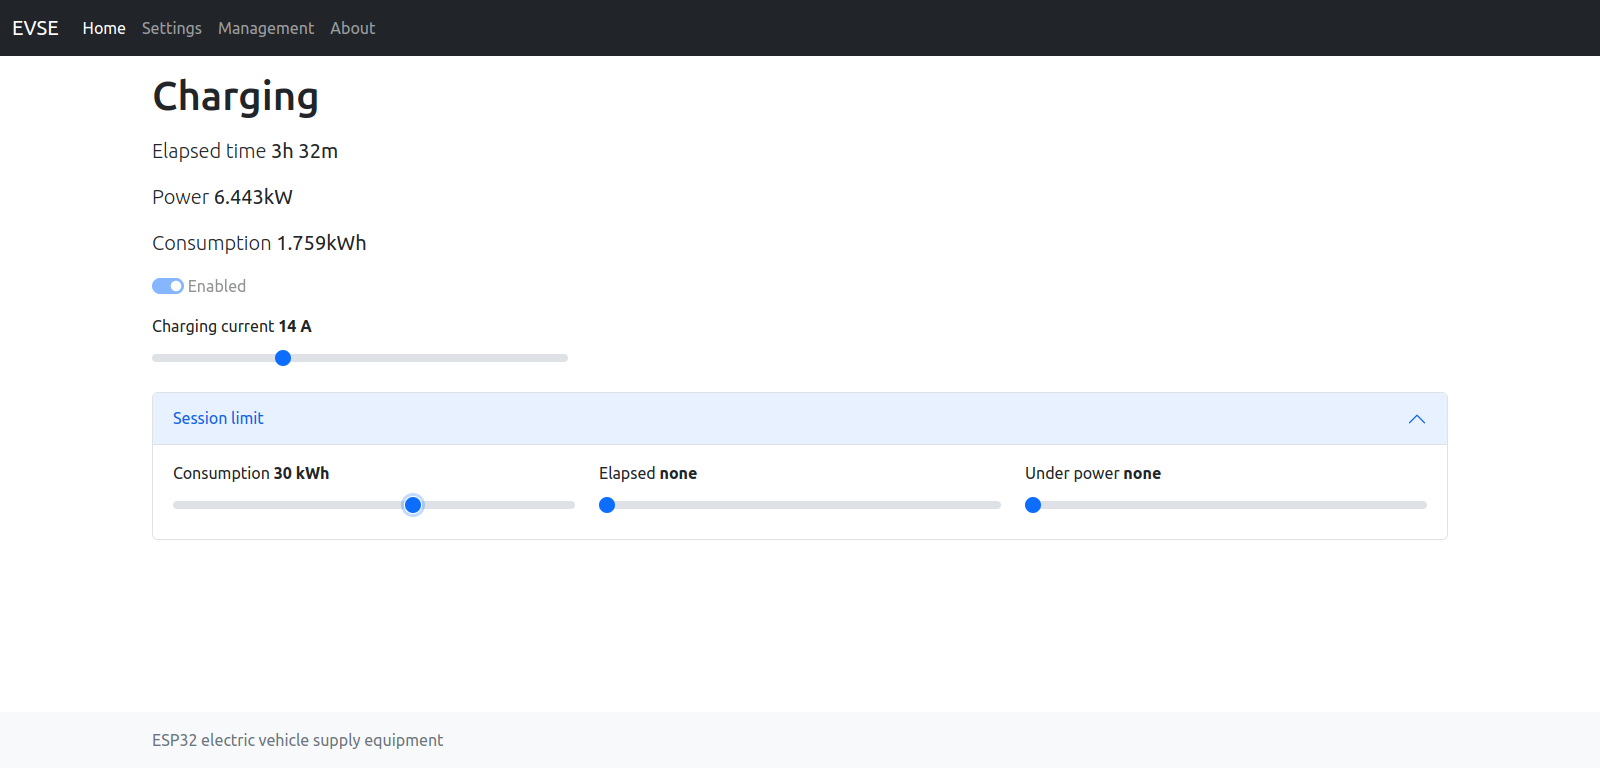 EVSE Home Settings Management About
Charging
Elapsed time 3h 32m
Power 6.443kW
Consumption 1.759kWh
Enabled
Charging current 14 A
Session limit
Consumption 30 kWh Elapsed none Under power none
ESP32 electric vehicle supply equipment